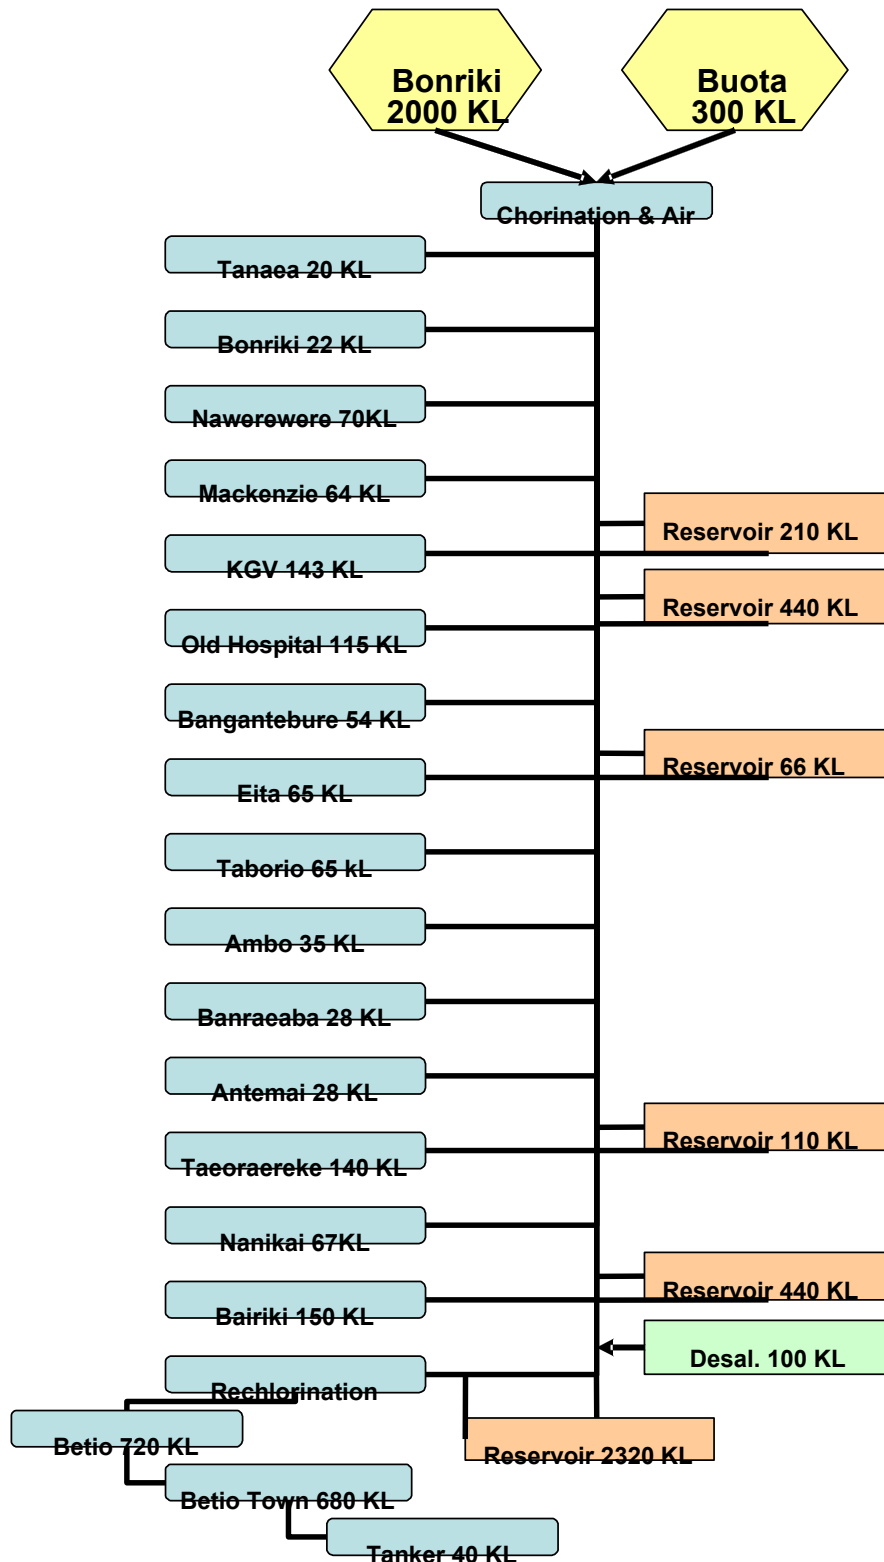 Bonriki
2000 KL
Buota
300 KL
Chorination & Air
Tanaea 20 KL
Bonriki 22 KL
Nawerewere 70KL
Mackenzie 64 KL
Reservoir 210 KL
KGV 143 KL
Reservoir 440 KL
Old Hospital 115 KL
Bangantebure 54 KL
Reservoir 66 KL
Eita 65 KL
Taborio 65 kL
Ambo 35 KL
Banraeaba 28 KL
Antemai 28 KL
Reservoir 110 KL
Taeoraereke 140 KL
Nanikai 67KL
Reservoir 440 KL
Bairiki 150 KL
Desal. 100 KL
Rechlorination
Betio 720 KL
Reservoir 2320 KL
Betio Town 680 KL
Tanker 40 KL